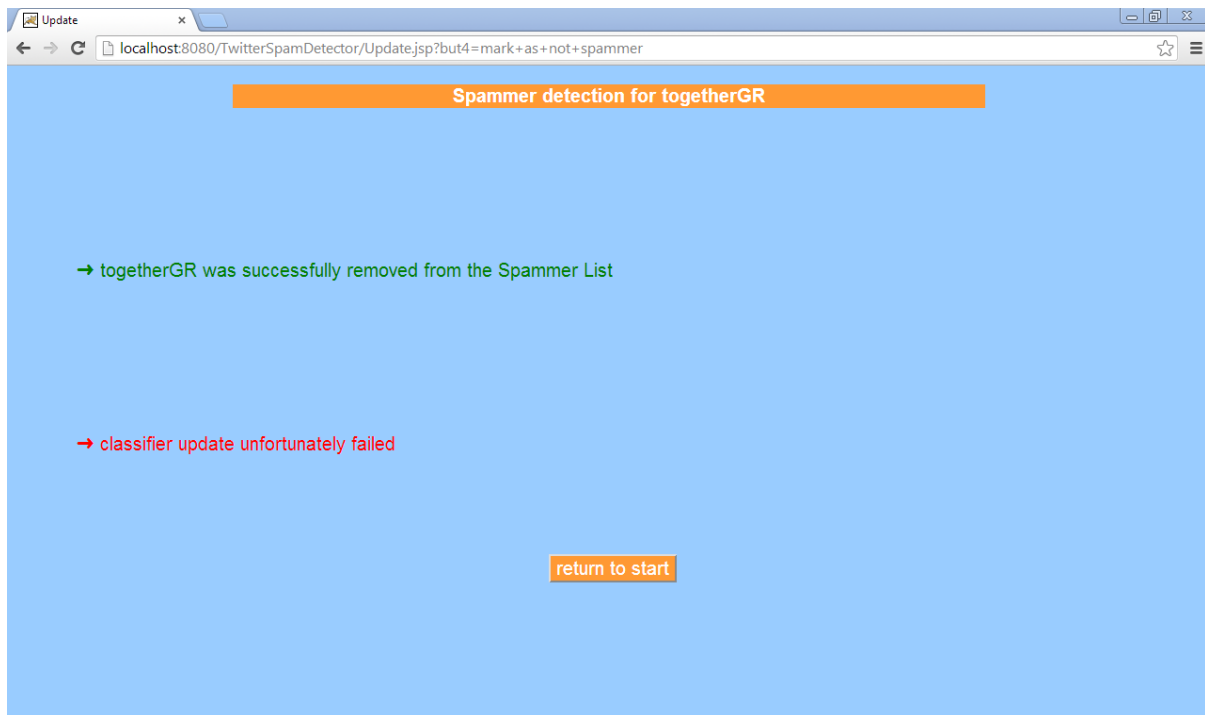 Update
localhost:8080/TwitterSpamDetector/Update.jsp?but4=mark+as+not+spammer
Spammer detection for togetherGR
→ togetherGR was successfully removed from the Spammer List
→ classifier update unfortunately failed
return to start